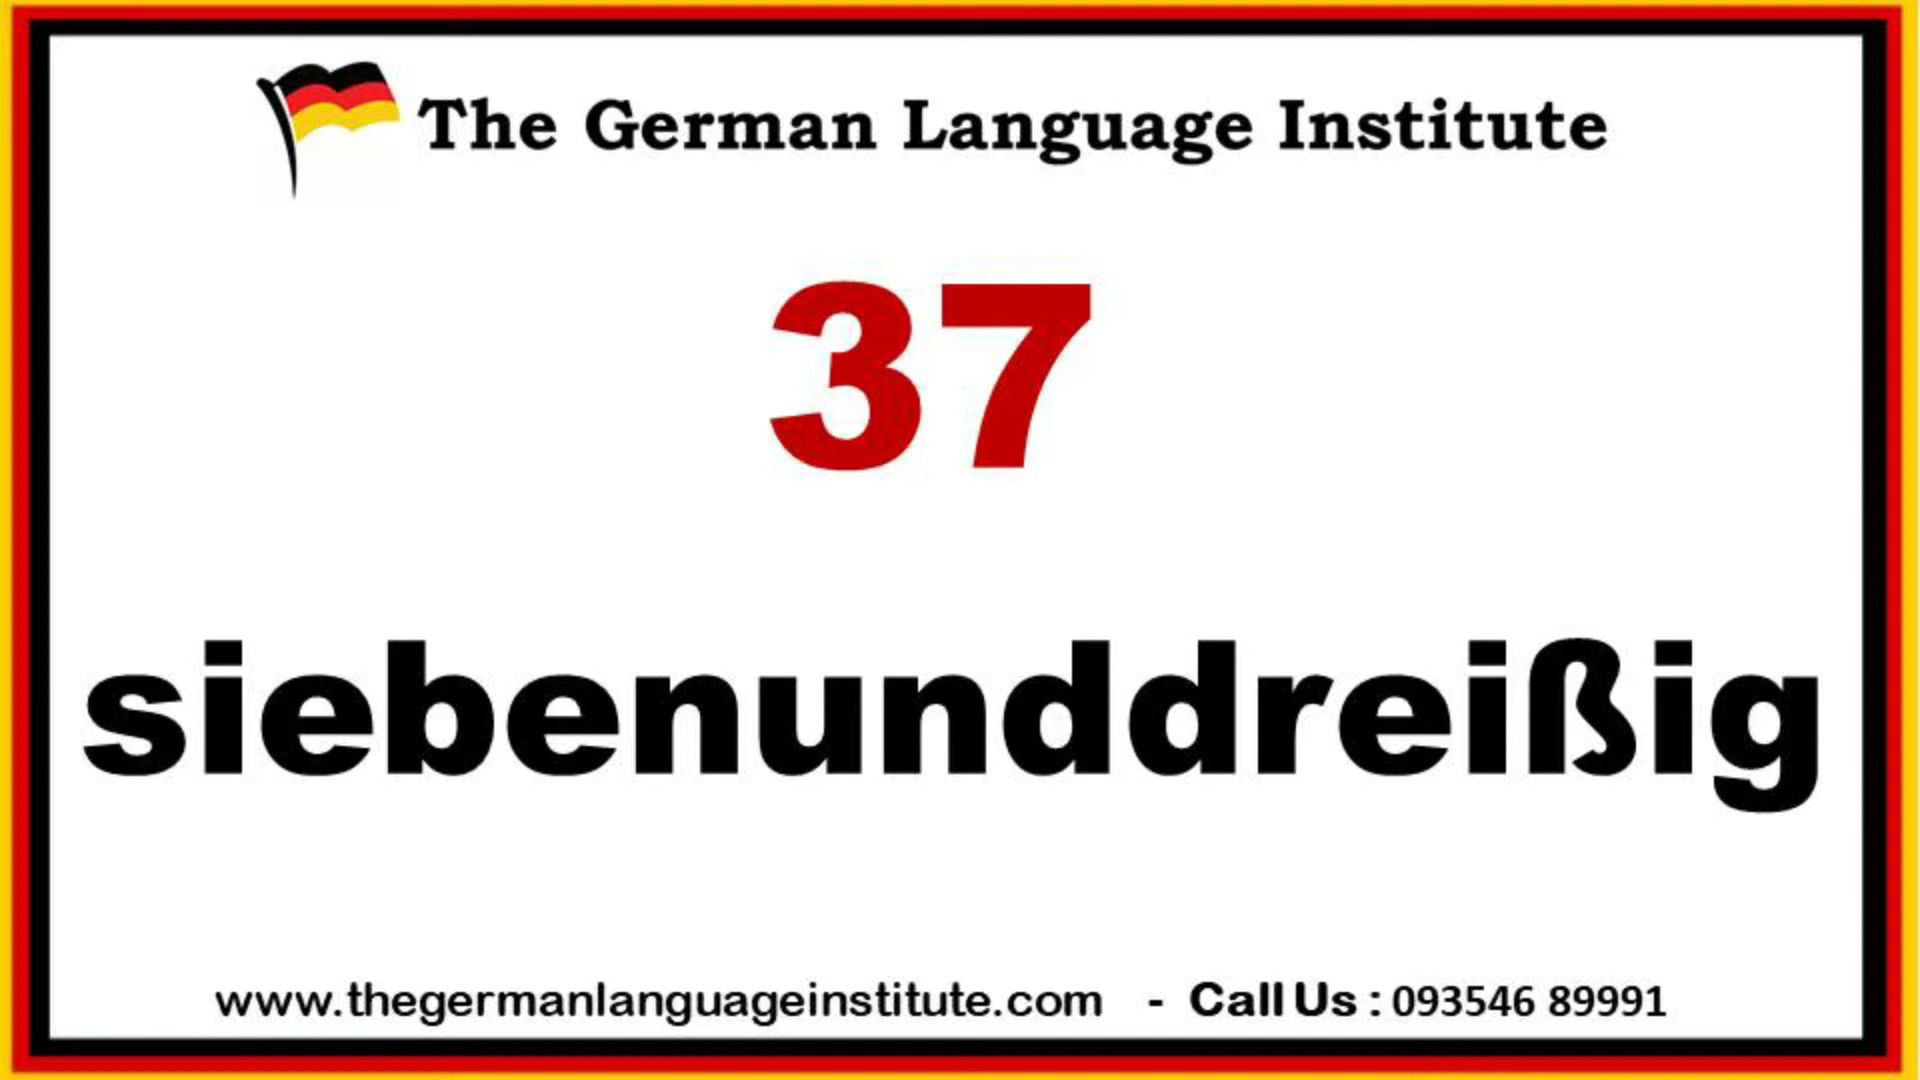 The German Language Institute
37
siebenunddreißig
www.thegermanlanguageinstitute.com - Call Us : 093546 89991